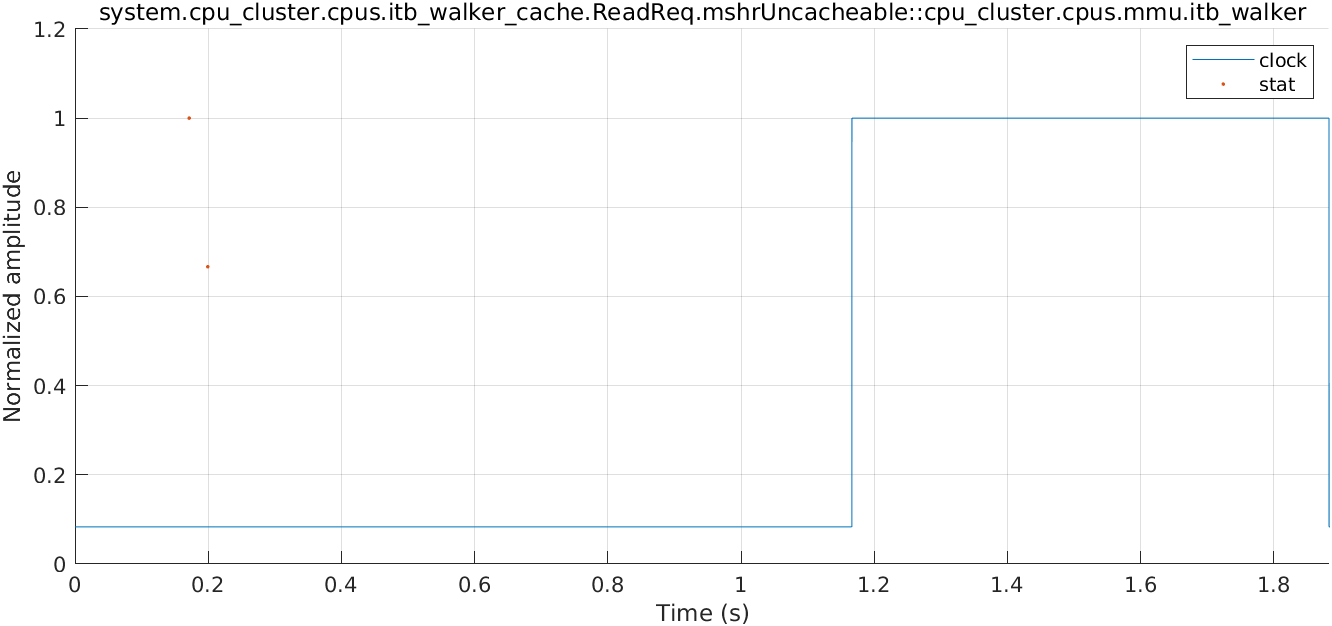 system.cpu_cluster.cpus.itb_walker_cache.ReadReq.mshrUncacheable::cpu_cluster.cpus.mmu.itb_walker
1.2
1
0.8
0.6
0.4
0.2
0
Normalized amplitude
clock
stat
0 0.2 0.4 0.6 0.8 1 1.2 1.4 1.6 1.8
Time (s)